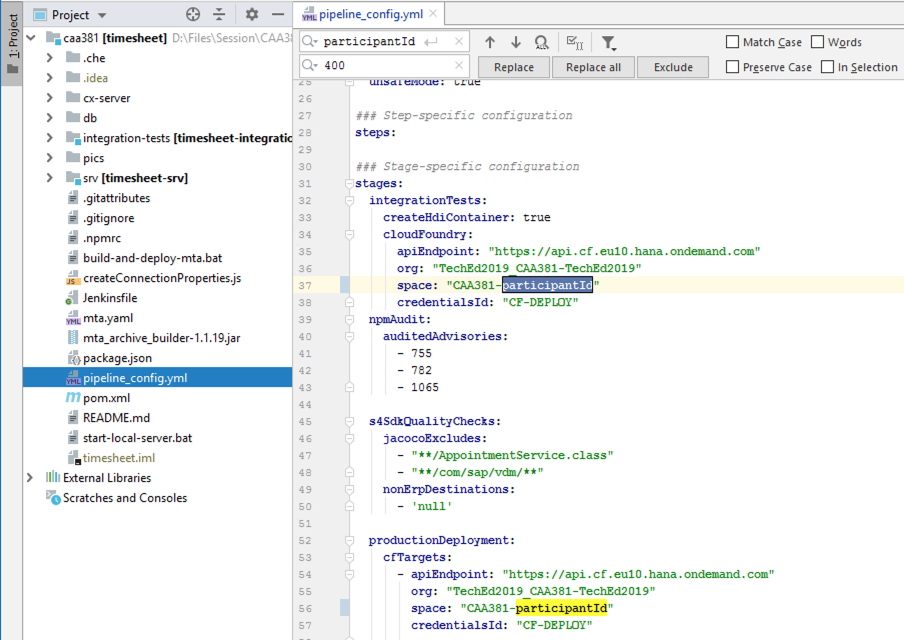 1: Project
Project
caa381 [timesheet] D:\Files\Session\CAA38
.che
.idea
cx-server
db
integration-tests [timesheet-integratio
pics
srv [timesheet-srv]
.gitattributes
.gitignore
.npmrc
build-and-deploy-mta.bat
createConnectionProperties.js
Jenkinsfile
mta.yaml
mta_archive_builder-1.1.19.jar
package.json
pipeline_config.yml
pom.xml
README.md
start-local-server.bat
timesheet.iml
External Libraries
Scratches and Consoles
pipeline_config.yml
participantId
Match Case Words
400
Replace Replace all Exclude
Preserve Case In Selection
25 unsafeMode: true
26
27 ### Step-specific configuration
28 steps:
29
30 ### Stage-specific configuration
31 stages:
32 integrationTests:
33 createHdiContainer: true
34 cloudFoundry:
35 apiEndpoint: "https://api.cf.eu10.hana.ondemand.com"
36 org: "TechEd2019_CAA381-TechEd2019"
37 space: "CAA381-participantId"
38 credentialsId: "CF-DEPLOY"
39 npmAudit:
40 auditedAdvisories:
41 - 755
42 - 782
43 - 1065
44
45 s4SdkQualityChecks:
46 jacocoExcludes:
47 - "**/AppointmentService.class"
48 - "**/com/sap/vdm/**"
49 nonErpDestinations:
50 - 'null'
51
52 productionDeployment:
53 cfTargets:
54 - apiEndpoint: "https://api.cf.eu10.hana.ondemand.com"
55 org: "TechEd2019_CAA381-TechEd2019"
56 space: "CAA381-participantId"
57 credentialsId: "CF-DEPLOY"